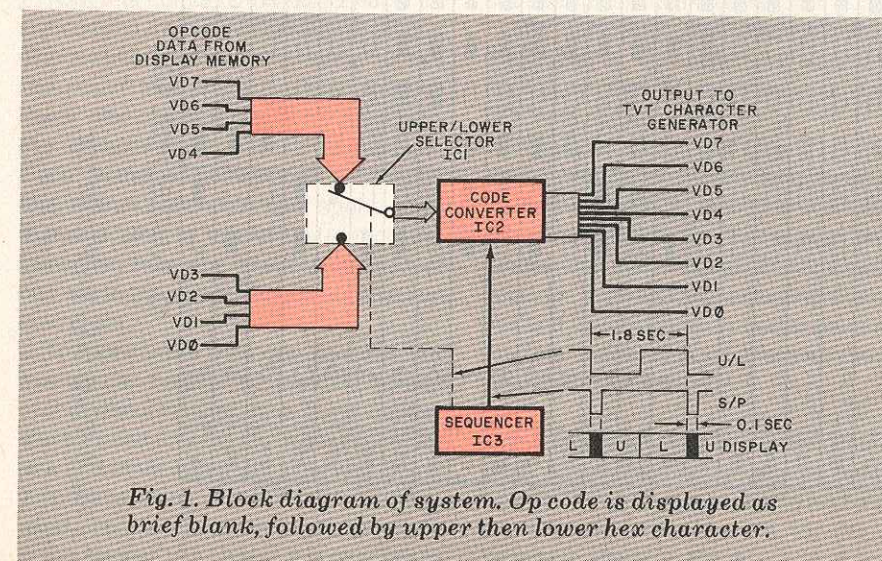 OPCODE
DATA FROM
DISPLAY MEMORY
VD7
VD6
VD5
VD4
UPPER/LOWER
SELECTOR
IC1
CODE
CONVERTER
IC2
OUTPUT TO
TVT CHARACTER
GENERATOR
VD7
VD6
VD5
VD4
VD3
VD2
VD1
VDØ
VD3
VD2
VD1
VDØ
1.8 SEC
U/L
S/P
0.1 SEC
SEQUENCER
IC3
L U L U DISPLAY
Fig. 1. Block diagram of system. Op code is displayed as
brief blank, followed by upper then lower hex character.